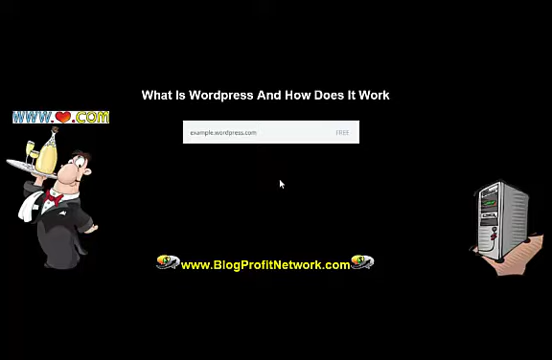 What Is Wordpress And How Does It Work
WWW.❤.COM
example.wordpress.com FREE
www.BlogProfitNetwork.com